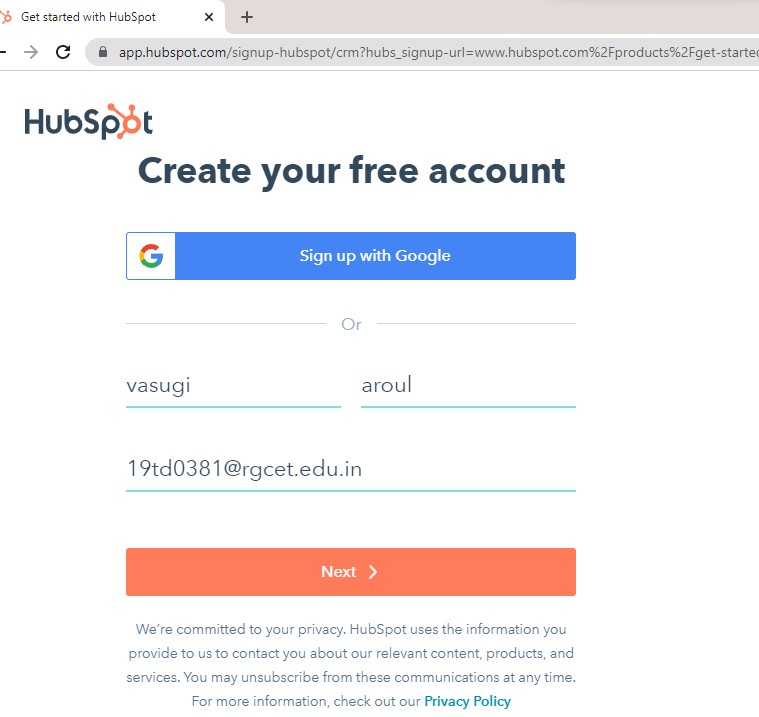 Get started with HubSpot
app.hubspot.com/signup-hubspot/crm?hubs_signup-url=www.hubspot.com%2Fproducts%2Fget-started
HubSpot
Create your free account
Sign up with Google
Or
vasugi aroul
19td0381@rgcet.edu.in
Next
We’re committed to your privacy. HubSpot uses the information you
provide to us to contact you about our relevant content, products, and
services. You may unsubscribe from these communications at any time.
For more information, check out our Privacy Policy